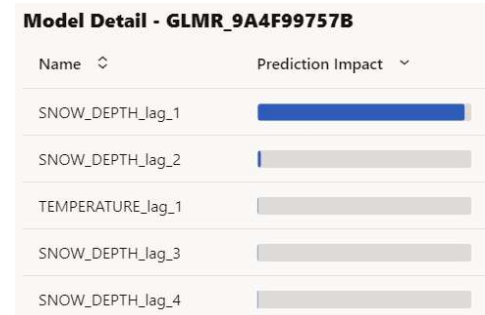 Model Detail - GLMR_9A4F99757B
Name Prediction Impact
SNOW_DEPTH_lag_1
SNOW_DEPTH_lag_2
TEMPERATURE_lag_1
SNOW_DEPTH_lag_3
SNOW_DEPTH_lag_4